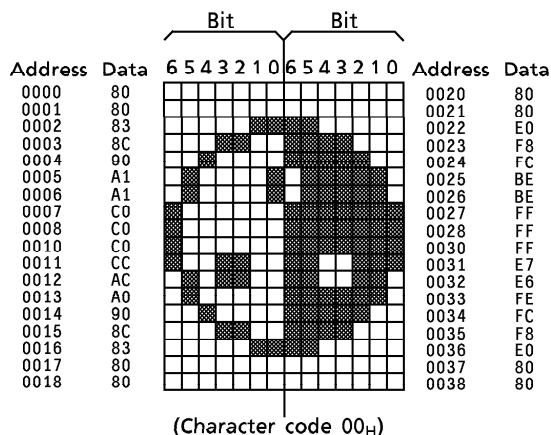 Bit Bit
Address Data 6 5 4 3 2 1 0 6 5 4 3 2 1 0 Address Data
0000 80 0020 80
0001 80 0021 80
0002 83 0022 E0
0003 8C 0023 F8
0004 90 0024 FC
0005 A1 0025 BE
0006 A1 0026 BE
0007 C0 0027 FF
0008 C0 0028 FF
0010 C0 0030 FF
0011 CC 0031 E7
0012 AC 0032 E6
0013 A0 0033 FE
0014 90 0034 FC
0015 8C 0035 F8
0016 83 0036 E0
0017 80 0037 80
0018 80 0038 80
(Character code 00H)